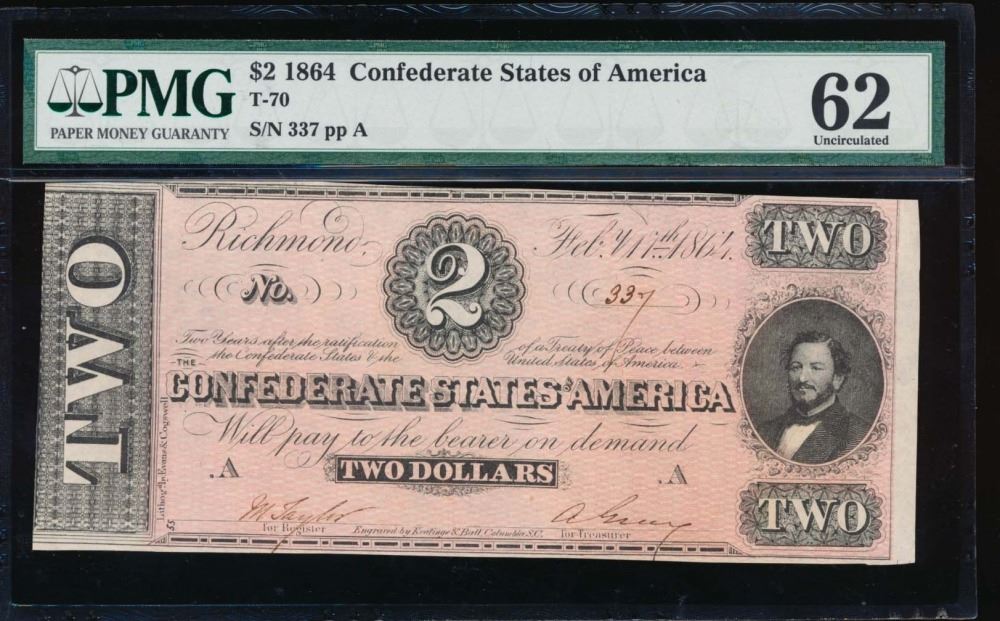 PMG
PAPER MONEY GUARANTY
$2 1864 Confederate States of America
T-70
S/N 337 pp A
62
Uncirculated
TWO
Richmond,
2
Feb.y 17th 1864.
TWO
No.
337
Two Years after the ratification
of a Treaty of Peace between
the Confederate States & the
United States of America
THE
CONFEDERATE STATES OF AMERICA
Will pay to the bearer on demand
.A
TWO DOLLARS
.A
Lithog'd by Evans & Cogswell
55
M Taylor
for Register
Engraved by Keatinge & Ball Columbia S.C.
for Treasurer
TWO